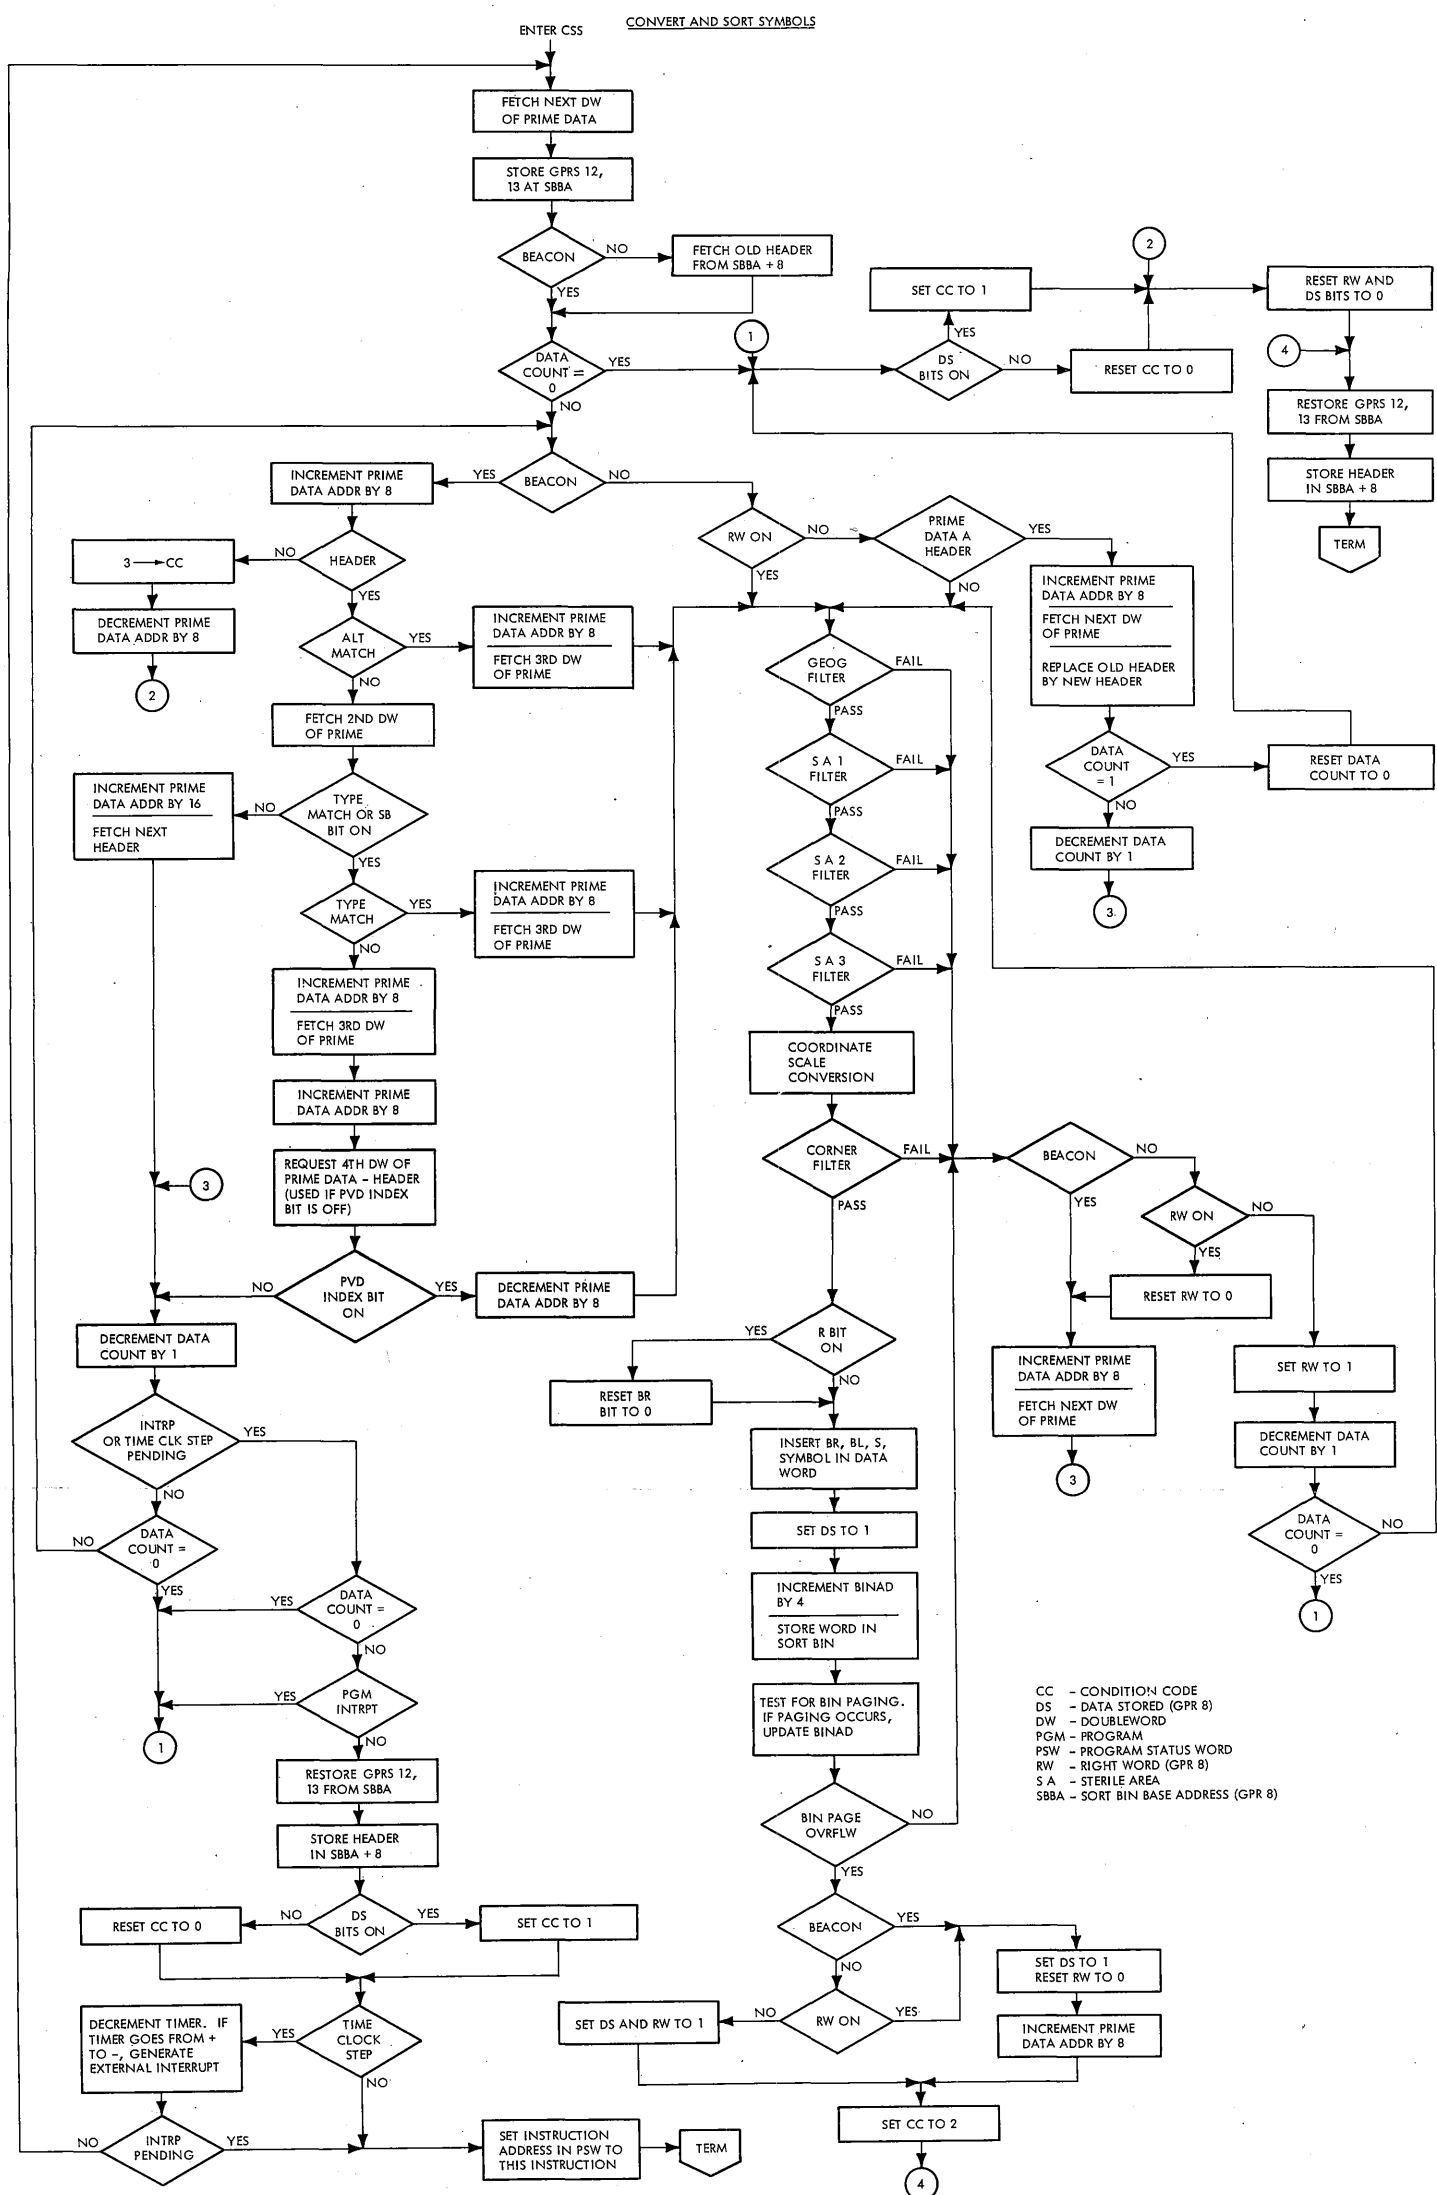 CONVERT AND SORT SYMBOLS
ENTER CSS
FETCH NEXT DW
OF PRIME DATA
STORE GPRS 12,
13 AT SBBA
BEACON
NO
YES
FETCH OLD HEADER
FROM SBBA + 8
DATA
COUNT =
0
YES
NO
1
DS
BITS ON
YES
NO
SET CC TO 1
RESET CC TO 0
2
RESET RW AND
DS BITS TO 0
4
RESTORE GPRS 12,
13 FROM SBBA
STORE HEADER
IN SBBA + 8
TERM
BEACON
YES
NO
INCREMENT PRIME
DATA ADDR BY 8
HEADER
NO
YES
3 → CC
DECREMENT PRIME
DATA ADDR BY 8
2
ALT
MATCH
YES
NO
INCREMENT PRIME
DATA ADDR BY 8
FETCH 3RD DW
OF PRIME
FETCH 2ND DW
OF PRIME
TYPE
MATCH OR SB
BIT ON
NO
YES
INCREMENT PRIME
DATA ADDR BY 16
FETCH NEXT
HEADER
TYPE
MATCH
YES
NO
INCREMENT PRIME
DATA ADDR BY 8
FETCH 3RD DW
OF PRIME
INCREMENT PRIME
DATA ADDR BY 8
FETCH 3RD DW
OF PRIME
INCREMENT PRIME
DATA ADDR BY 8
REQUEST 4TH DW OF
PRIME DATA – HEADER
(USED IF PVD INDEX
BIT IS OFF)
3
PVD
INDEX BIT
ON
NO
YES
DECREMENT PRIME
DATA ADDR BY 8
DECREMENT DATA
COUNT BY 1
INTRP
OR TIME CLK STEP
PENDING
YES
NO
DATA
COUNT =
0
NO
YES
DATA
COUNT =
0
YES
NO
PGM
INTRPT
YES
NO
1
RESTORE GPRS 12,
13 FROM SBBA
STORE HEADER
IN SBBA + 8
DS
BITS ON
NO
YES
RESET CC TO 0
SET CC TO 1
TIME
CLOCK
STEP
YES
NO
DECREMENT TIMER. IF
TIMER GOES FROM +
TO –, GENERATE
EXTERNAL INTERRUPT
INTRP
PENDING
NO
YES
SET INSTRUCTION
ADDRESS IN PSW TO
THIS INSTRUCTION
TERM
RW ON
NO
YES
PRIME
DATA A
HEADER
YES
NO
INCREMENT PRIME
DATA ADDR BY 8
FETCH NEXT DW
OF PRIME
REPLACE OLD HEADER
BY NEW HEADER
DATA
COUNT
= 1
YES
NO
RESET DATA
COUNT TO 0
DECREMENT DATA
COUNT BY 1
3
GEOG
FILTER
FAIL
PASS
S A 1
FILTER
FAIL
PASS
S A 2
FILTER
FAIL
PASS
S A 3
FILTER
FAIL
PASS
COORDINATE
SCALE
CONVERSION
CORNER
FILTER
FAIL
PASS
BEACON
NO
YES
RW ON
NO
YES
RESET RW TO 0
INCREMENT PRIME
DATA ADDR BY 8
FETCH NEXT DW
OF PRIME
3
SET RW TO 1
DECREMENT DATA
COUNT BY 1
DATA
COUNT =
0
NO
YES
1
R BIT
ON
YES
NO
RESET BR
BIT TO 0
INSERT BR, BL, S,
SYMBOL IN DATA
WORD
SET DS TO 1
INCREMENT BINAD
BY 4
STORE WORD IN
SORT BIN
TEST FOR BIN PAGING.
IF PAGING OCCURS,
UPDATE BINAD
BIN PAGE
OVRFLW
NO
YES
BEACON
YES
NO
RW ON
NO
YES
SET DS AND RW TO 1
SET DS TO 1
RESET RW TO 0
INCREMENT PRIME
DATA ADDR BY 8
SET CC TO 2
4
CC – CONDITION CODE
DS – DATA STORED (GPR 8)
DW – DOUBLEWORD
PGM – PROGRAM
PSW – PROGRAM STATUS WORD
RW – RIGHT WORD (GPR 8)
S A – STERILE AREA
SBBA – SORT BIN BASE ADDRESS (GPR 8)